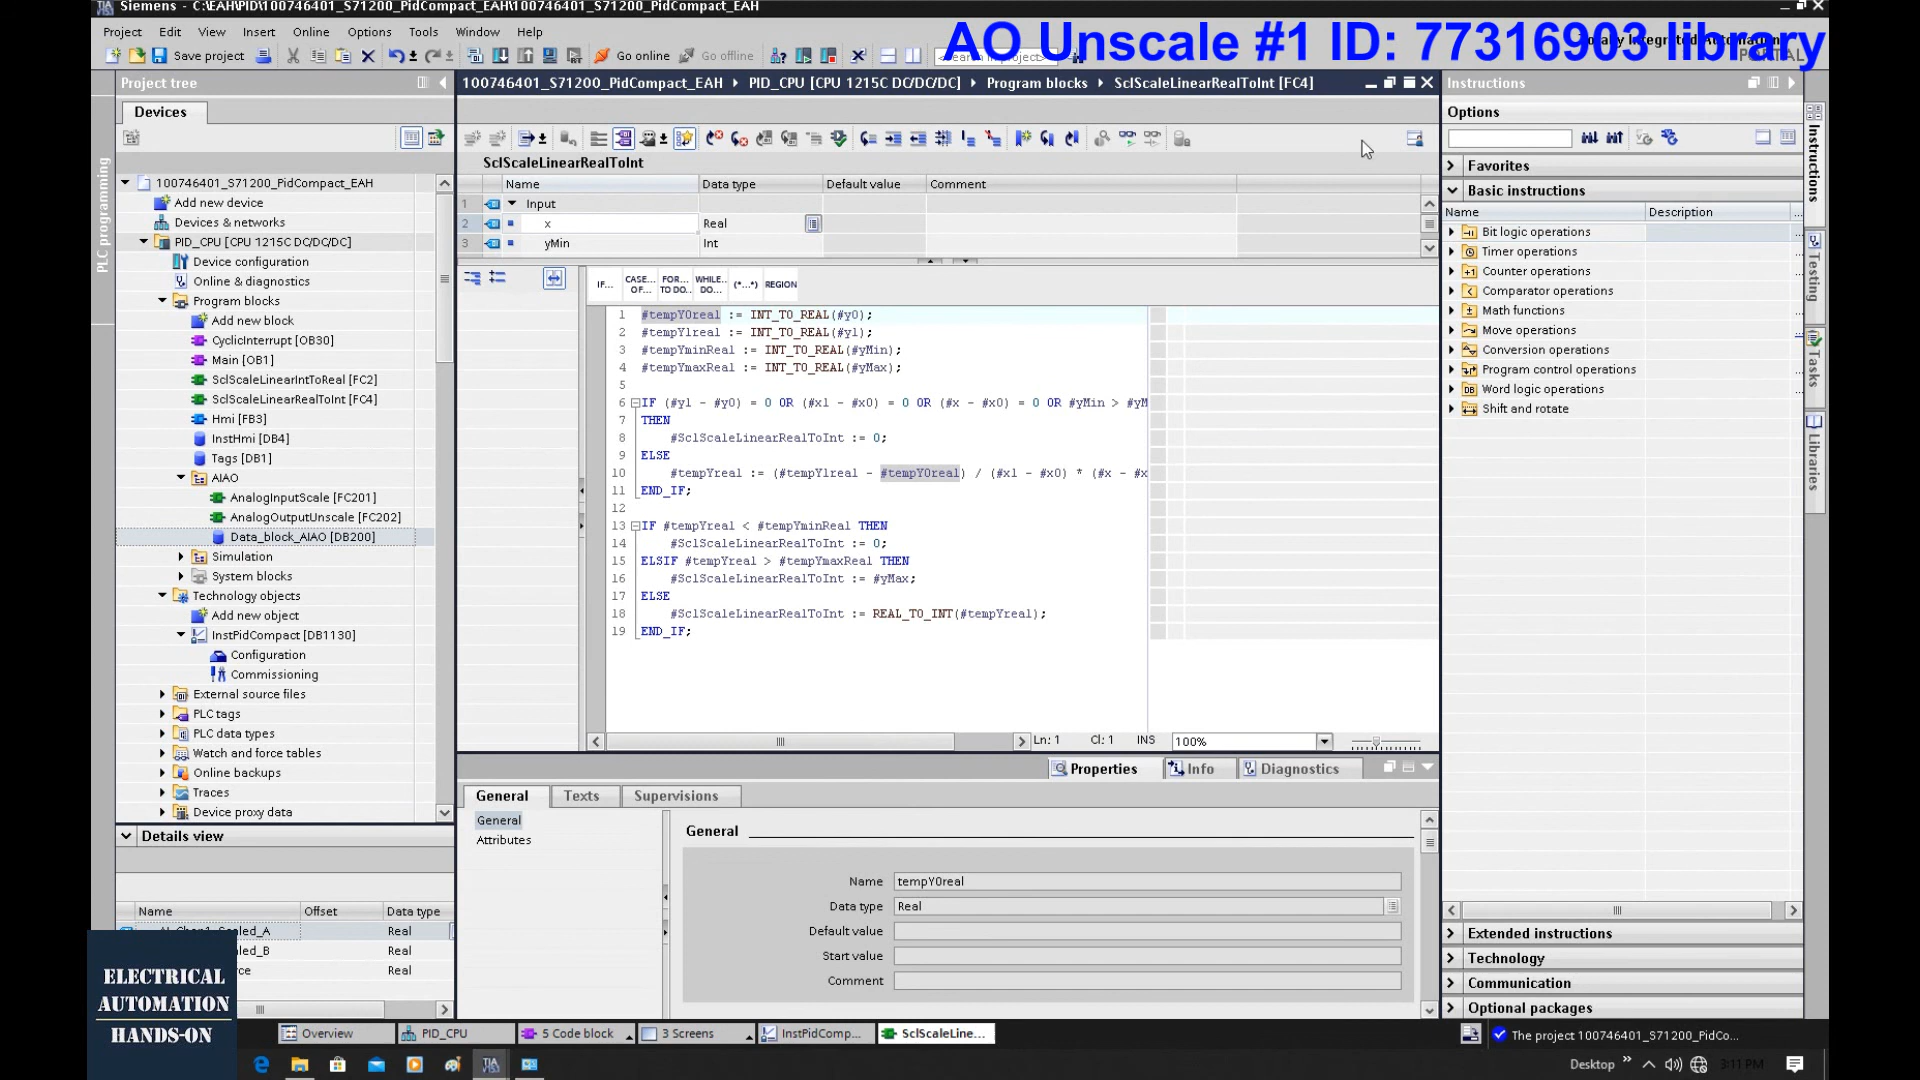 Siemens - C:\EAH\PID\100746401_S71200_PidCompact_EAH\100746401_S71200_PidCompact_EAH
AO Unscale #1 ID: 77316903 library
Project Edit View Insert Online Options Tools Window Help
Save project
Go online
Go offline
Project tree
100746401_S71200_PidCompact_EAH ▸ PID_CPU [CPU 1215C DC/DC/DC] ▸ Program blocks ▸ SclScaleLinearRealToInt [FC4]
Instructions
Devices
Options
PLC programming
100746401_S71200_PidCompact_EAH
Add new device
Devices & networks
PID_CPU [CPU 1215C DC/DC/DC]
Device configuration
Online & diagnostics
Program blocks
Add new block
CyclicInterrupt [OB30]
Main [OB1]
SclScaleLinearIntToReal [FC2]
SclScaleLinearRealToInt [FC4]
Hmi [FB3]
InstHmi [DB4]
Tags [DB1]
AIAO
AnalogInputScale [FC201]
AnalogOutputUnscale [FC202]
Data_block_AIAO [DB200]
Simulation
System blocks
Technology objects
Add new object
InstPidCompact [DB1130]
Configuration
Commissioning
External source files
PLC tags
PLC data types
Watch and force tables
Online backups
Traces
Device proxy data
Details view
Name Offset Data type
Real
led_B Real
rce Real
ELECTRICAL
AUTOMATION
HANDS-ON
SclScaleLinearRealToInt
Name Data type Default value Comment
1 Input
2 x Real
3 yMin Int
IF... CASE... OF... FOR... TO DO... WHILE.. DO... (*...*) REGION
1 #tempY0real := INT_TO_REAL(#y0);
2 #tempY1real := INT_TO_REAL(#y1);
3 #tempYminReal := INT_TO_REAL(#yMin);
4 #tempYmaxReal := INT_TO_REAL(#yMax);
5
6 IF (#y1 - #y0) = 0 OR (#x1 - #x0) = 0 OR (#x - #x0) = 0 OR #yMin > #yM
7 THEN
8 #SclScaleLinearRealToInt := 0;
9 ELSE
10 #tempYreal := (#tempY1real - #tempY0real) / (#x1 - #x0) * (#x - #x
11 END_IF;
12
13 IF #tempYreal < #tempYminReal THEN
14 #SclScaleLinearRealToInt := 0;
15 ELSIF #tempYreal > #tempYmaxReal THEN
16 #SclScaleLinearRealToInt := #yMax;
17 ELSE
18 #SclScaleLinearRealToInt := REAL_TO_INT(#tempYreal);
19 END_IF;
Ln: 1 Cl: 1 INS 100%
Properties Info Diagnostics
General Texts Supervisions
General
Attributes
General
Name tempY0real
Data type Real
Default value
Start value
Comment
Favorites
Basic instructions
Name Description ...
Bit logic operations
Timer operations
Counter operations
Comparator operations
Math functions
Move operations
Conversion operations
Program control operations
Word logic operations
Shift and rotate
Extended instructions
Technology
Communication
Optional packages
Instructions
Testing
Tasks
Libraries
Overview PID_CPU 5 Code block 3 Screens InstPidComp... SclScaleLine...
The project 100746401_S71200_PidCo...
Desktop 3:11 PM